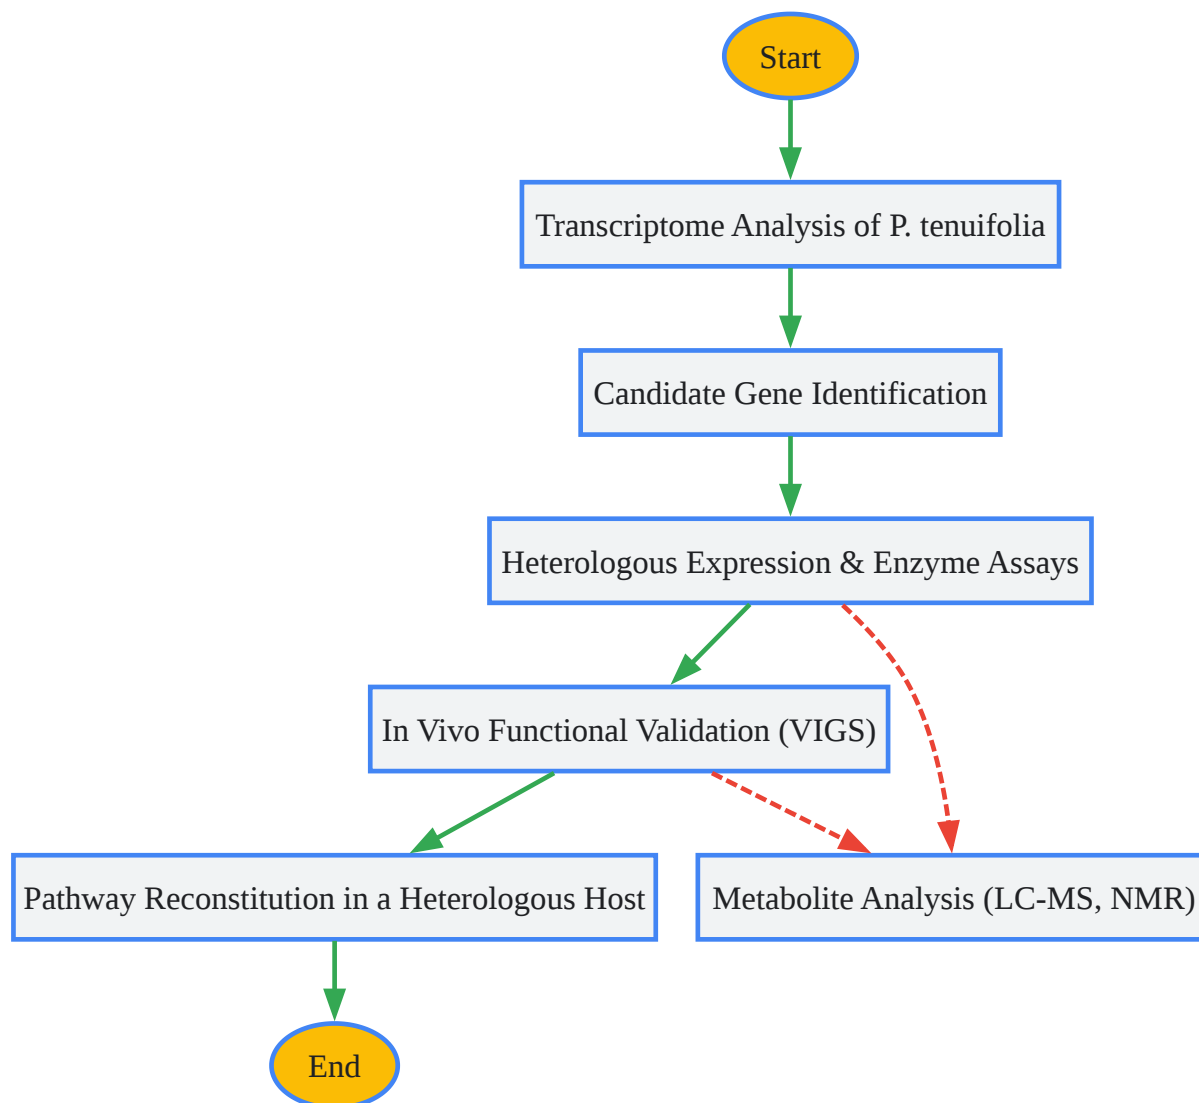 Start
Transcriptome Analysis of P. tenuifolia
Candidate Gene Identification
Heterologous Expression & Enzyme Assays
In Vivo Functional Validation (VIGS)
Pathway Reconstitution in a Heterologous Host
Metabolite Analysis (LC-MS, NMR)
End